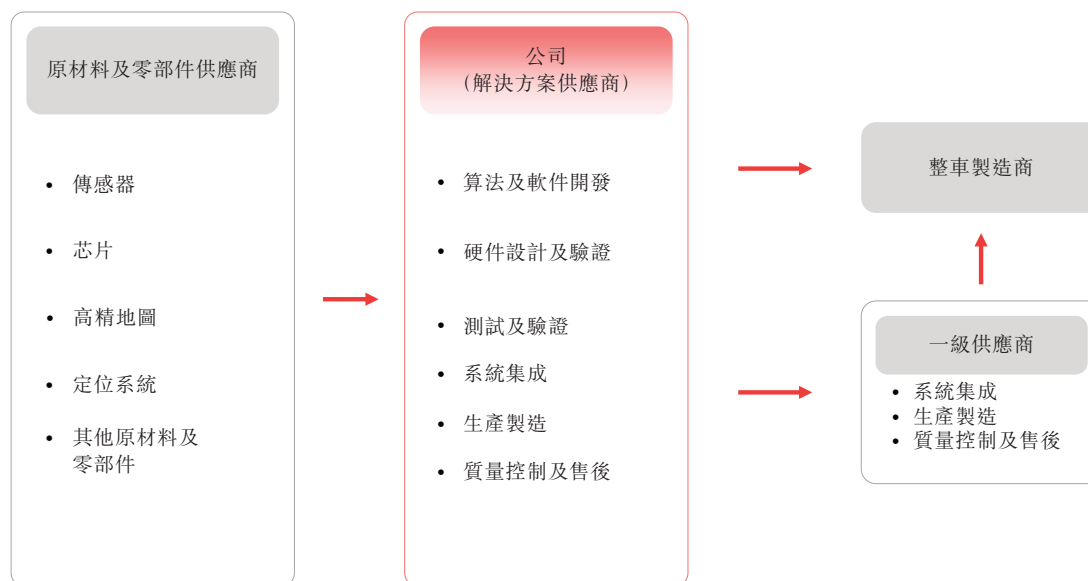 原材料及零部件供應商
• 傳感器
• 芯片
• 高精地圖
• 定位系統
• 其他原材料及
零部件
公司
(解決方案供應商)
• 算法及軟件開發
• 硬件設計及驗證
• 測試及驗證
• 系統集成
• 生產製造
• 質量控制及售後
整車製造商
一級供應商
• 系統集成
• 生產製造
• 質量控制及售後